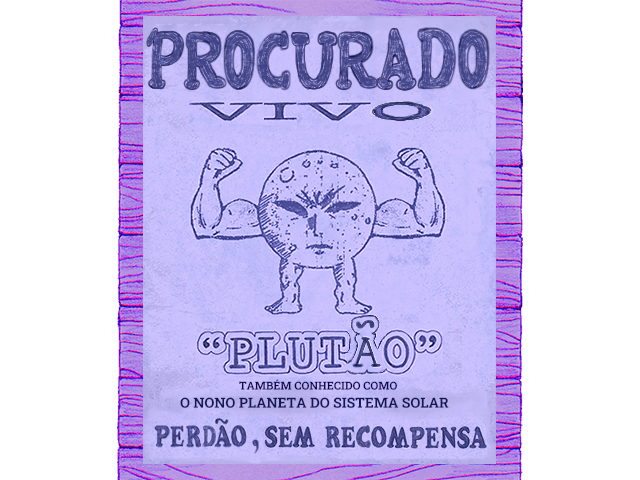 PROCURADO
VIVO
“PLUTÃO”
TAMBÉM CONHECIDO COMO
O NONO PLANETA DO SISTEMA SOLAR
PERDÃO, SEM RECOMPENSA